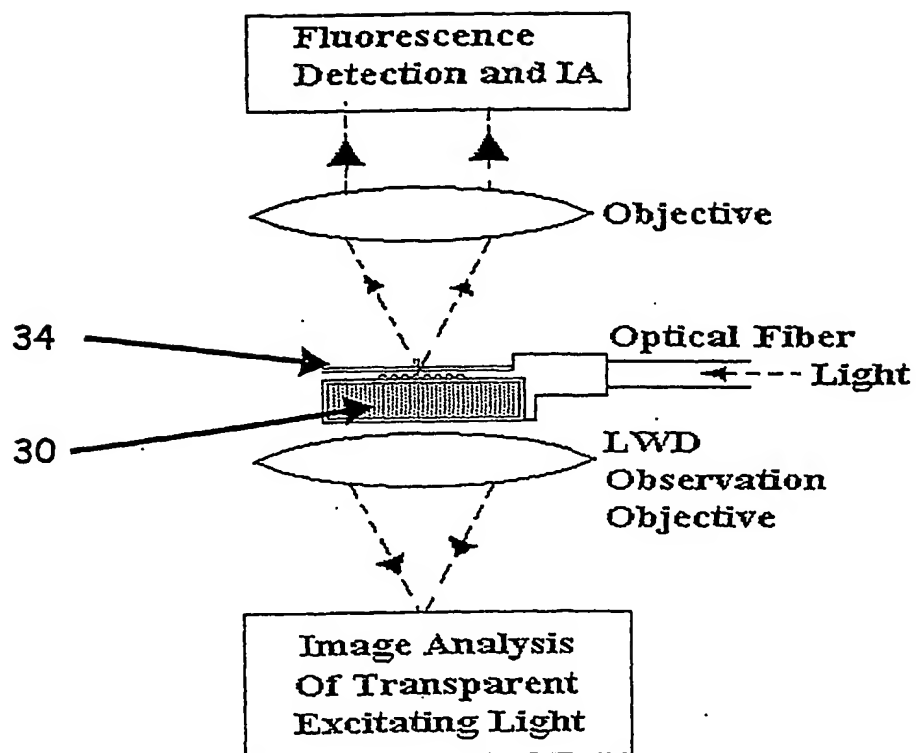 Fluorescence
Detection and IA
Objective
34
Optical Fiber
Light
30
LWD
Observation
Objective
Image Analysis
Of Transparent
Excitating Light